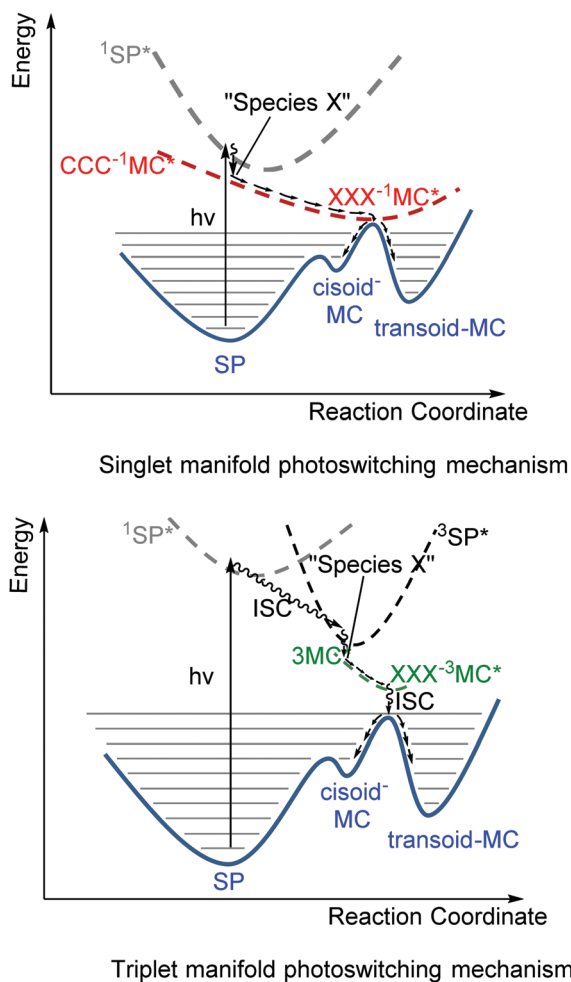 Energy
¹SP*
"Species X"
CCC-¹MC*
XXX-¹MC*
hv
cisoid-
MC
transoid-MC
SP
Reaction Coordinate
Singlet manifold photoswitching mechanism
Energy
¹SP*
³SP*
"Species X"
ISC
3MC
XXX-³MC*
hv
ISC
cisoid-
MC
transoid-MC
SP
Reaction Coordinate
Triplet manifold photoswitching mechanism